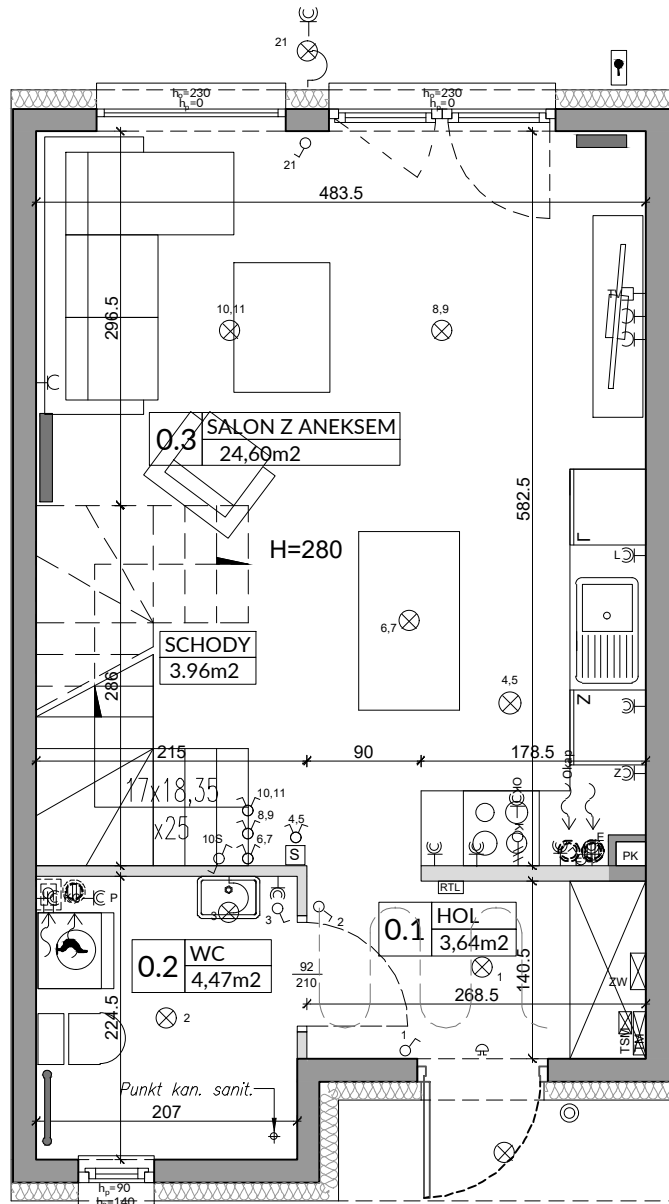 21
h₀=230
hₚ=0
h₀=230
hₚ=0
21
483.5
296.5
10,11
8,9
TV
0.3
SALON Z ANEKSEM
24,60m2
582.5
H=280
L
L
6,7
SCHODY
3.96m2
286
4,5
Z
215
90
178.5
Okap
Z
17x18,35
x25
10,11
8,9
4,5
10S
6,7
S
PK
RTL
P
3
3
2
0.1
HOL
3,64m2
0.2
WC
4,47m2
92
210
1
140.5
ZW
268.5
224.5
2
1
TSM
TM
Punkt kan. sanit.
207
hₚ=90
140